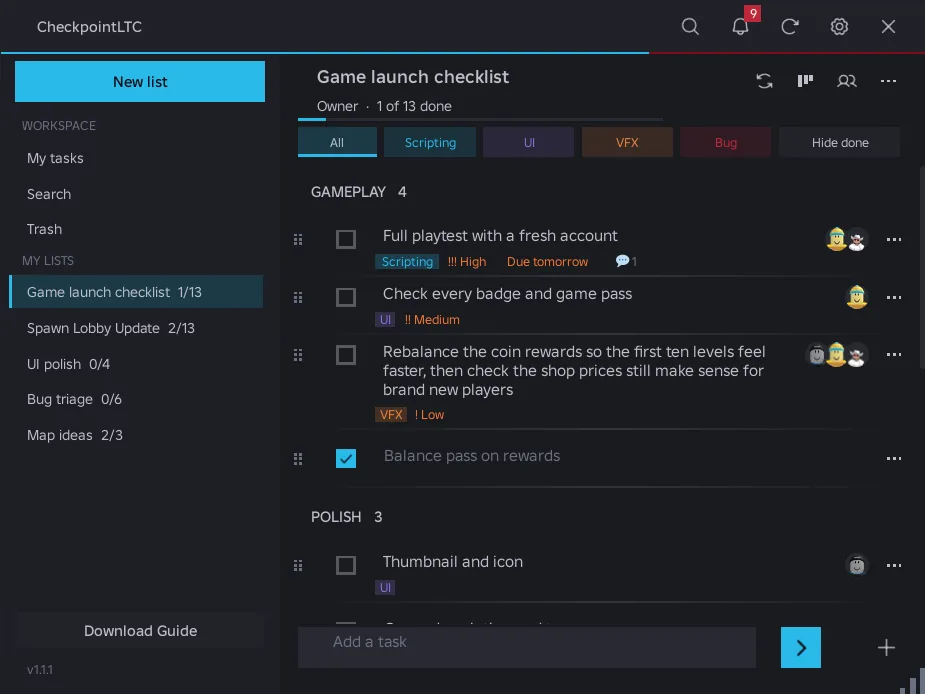 CheckpointLTC
9
New list
WORKSPACE
My tasks
Search
Trash
MY LISTS
Game launch checklist 1/13
Spawn Lobby Update 2/13
UI polish 0/4
Bug triage 0/6
Map ideas 2/3
Download Guide
v1.1.1
Game launch checklist
Owner · 1 of 13 done
All Scripting UI VFX Bug Hide done
GAMEPLAY 4
Full playtest with a fresh account
Scripting !!! High Due tomorrow 💬1
Check every badge and game pass
UI !! Medium
Rebalance the coin rewards so the first ten levels feel
faster, then check the shop prices still make sense for
brand new players
VFX ! Low
Balance pass on rewards
POLISH 3
Thumbnail and icon
UI
Add a task